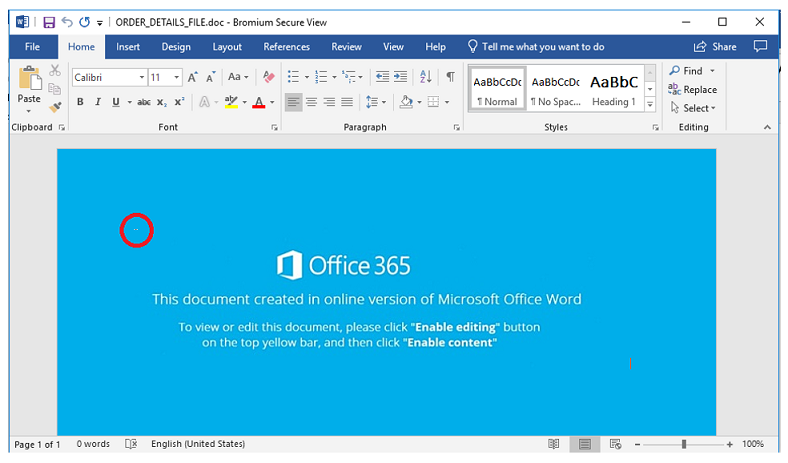 ORDER_DETAILS_FILE.doc - Bromium Secure View
File Home Insert Design Layout References Review View Help Tell me what you want to do Share
Calibri 11 Aa AaBbCcDc AaBbCcDc AaBbC Find
Paste B I U abc x₂ x² A A ¶ Normal ¶ No Spac... Heading 1 Replace
Select
Clipboard Font Paragraph Styles Editing
Office 365
This document created in online version of Microsoft Office Word
To view or edit this document, please click "Enable editing" button
on the top yellow bar, and then click "Enable content"
Page 1 of 1 0 words English (United States) 100%